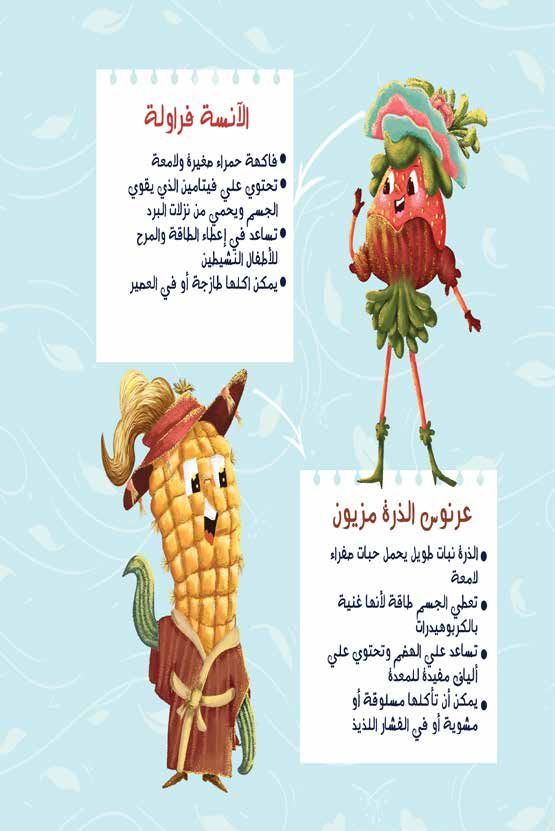 الآنسة فراولة
• فاكهة حمراء صغيرة ولامعة
• تحتوي علي فيتامين الذي يقوي
الجسم ويحمي من نزلات البرد
• تساعد في إعطاء الطاقة والمرح
للأطفال النشيطين
• يمكن اكلها طازجة أو في العصير
عرنوس الذرة مزيون
• الذرة نبات طويل يحمل حبات صفراء
لامعة
• تعطي الجسم طاقة لأنها غنية
بالكربوهيدرات
• تساعد علي الهضم وتحتوي علي
ألياف مفيدة للمعدة
• يمكن أن تأكلها مسلوقة أو
مشوية أو في الفشار اللذيذ